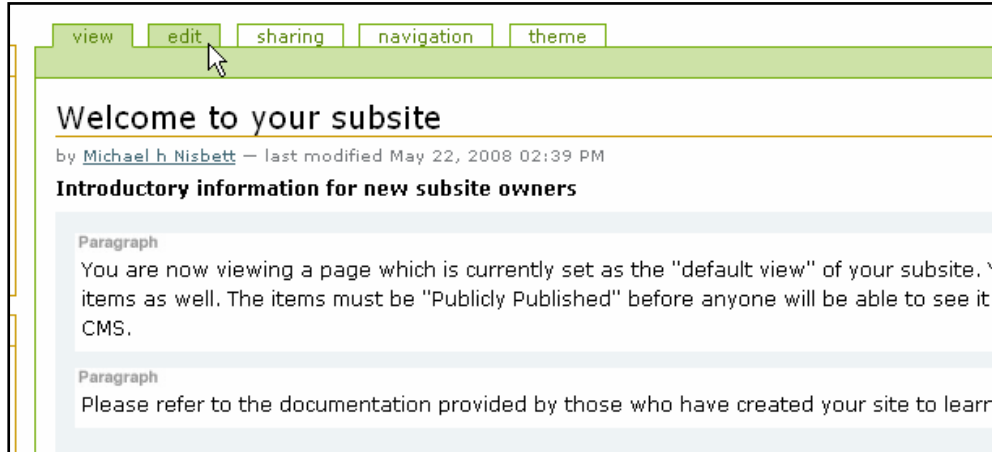 view edit sharing navigation theme
Welcome to your subsite
by Michael h Nisbett — last modified May 22, 2008 02:39 PM
Introductory information for new subsite owners
Paragraph
You are now viewing a page which is currently set as the "default view" of your subsite.
items as well. The items must be "Publicly Published" before anyone will be able to see it
CMS.
Paragraph
Please refer to the documentation provided by those who have created your site to learn